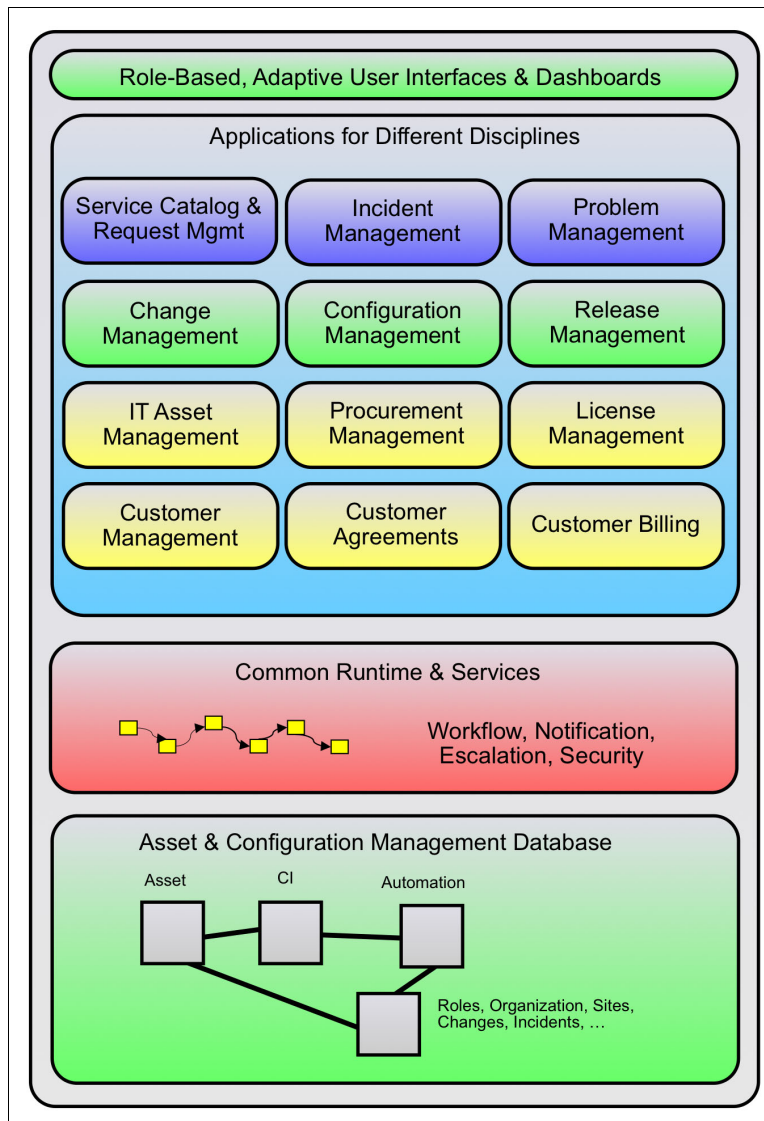 Role-Based, Adaptive User Interfaces & Dashboards
Applications for Different Disciplines
Service Catalog &
Request Mgmt
Incident
Management
Problem
Management
Change
Management
Configuration
Management
Release
Management
IT Asset
Management
Procurement
Management
License
Management
Customer
Management
Customer
Agreements
Customer Billing
Common Runtime & Services
Workflow, Notification,
Escalation, Security
Asset & Configuration Management Database
Asset
CI
Automation
Roles, Organization, Sites,
Changes, Incidents, …